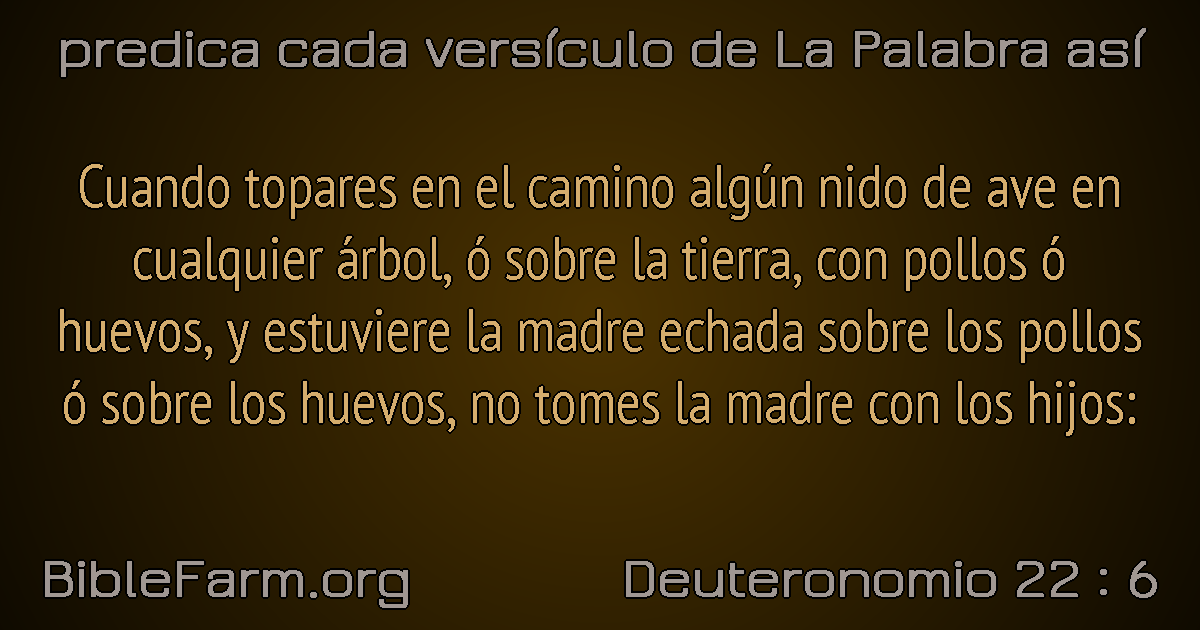 predica cada versículo de La Palabra así
Cuando topares en el camino algún nido de ave en
cualquier árbol, ó sobre la tierra, con pollos ó
huevos, y estuviere la madre echada sobre los pollos
ó sobre los huevos, no tomes la madre con los hijos:
BibleFarm.org
Deuteronomio 22 : 6